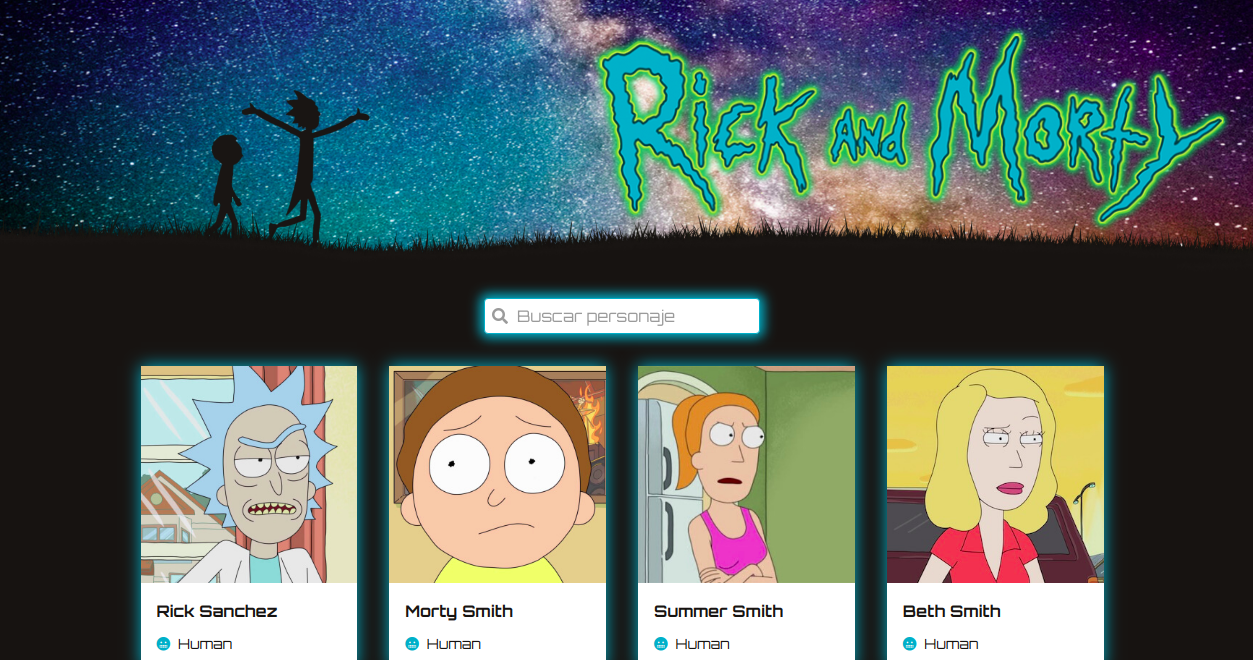 Rick and Morty
Buscar personaje
Rick Sanchez
Human
Morty Smith
Human
Summer Smith
Human
Beth Smith
Human